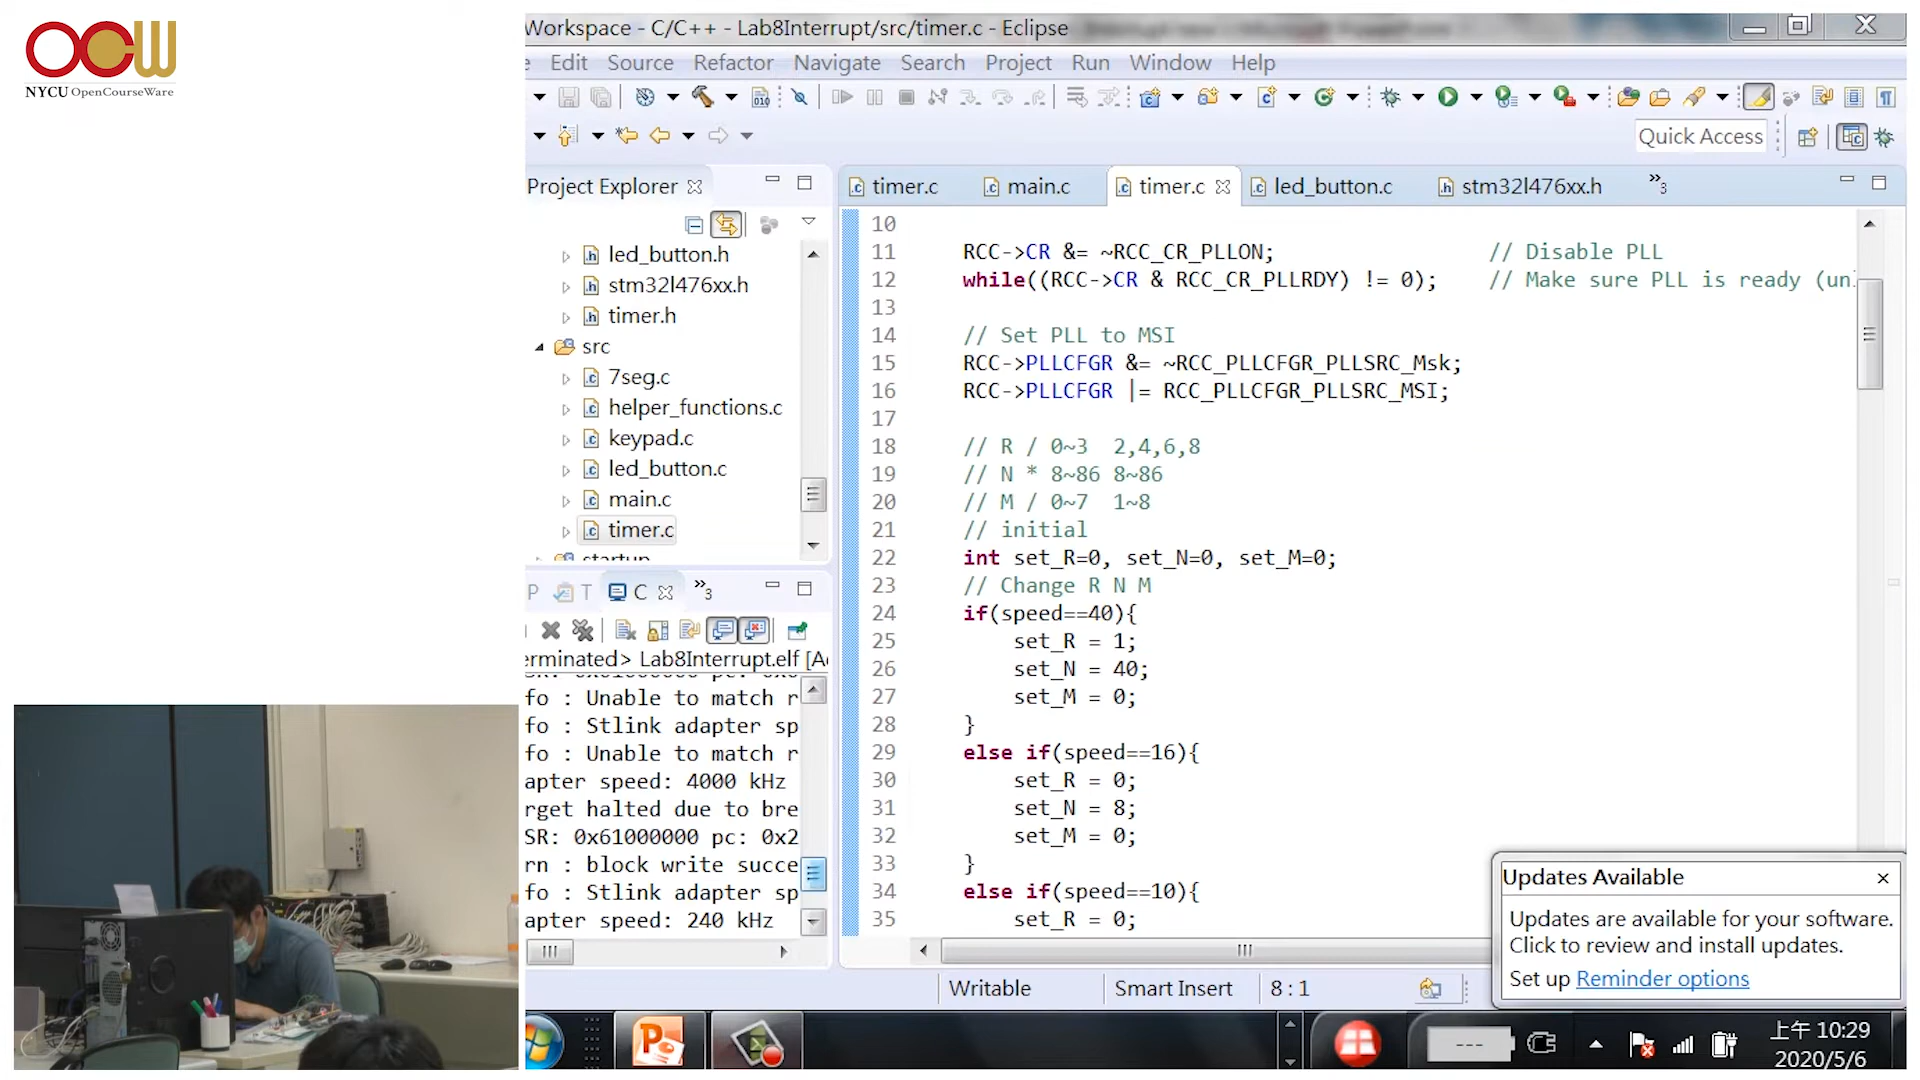 OCW
NYCU OpenCourseWare
Workspace - C/C++ - Lab8Interrupt/src/timer.c - Eclipse
Edit Source Refactor Navigate Search Project Run Window Help
Quick Access
Project Explorer
led_button.h
stm32l476xx.h
timer.h
src
7seg.c
helper_functions.c
keypad.c
led_button.c
main.c
timer.c
startup
P T C 3
erminated> Lab8Interrupt.elf [A
fo : Unable to match r
fo : Stlink adapter sp
fo : Unable to match r
apter speed: 4000 kHz
rget halted due to bre
SR: 0x61000000 pc: 0x2
rn : block write succe
fo : Stlink adapter sp
apter speed: 240 kHz
timer.c main.c timer.c led_button.c stm32l476xx.h 3
10
11 RCC->CR &= ~RCC_CR_PLLON; // Disable PLL
12 while((RCC->CR & RCC_CR_PLLRDY) != 0); // Make sure PLL is ready (un
13
14 // Set PLL to MSI
15 RCC->PLLCFGR &= ~RCC_PLLCFGR_PLLSRC_Msk;
16 RCC->PLLCFGR |= RCC_PLLCFGR_PLLSRC_MSI;
17
18 // R / 0~3 2,4,6,8
19 // N * 8~86 8~86
20 // M / 0~7 1~8
21 // initial
22 int set_R=0, set_N=0, set_M=0;
23 // Change R N M
24 if(speed==40){
25 set_R = 1;
26 set_N = 40;
27 set_M = 0;
28 }
29 else if(speed==16){
30 set_R = 0;
31 set_N = 8;
32 set_M = 0;
33 }
34 else if(speed==10){
35 set_R = 0;
Writable Smart Insert 8 : 1
Updates Available
Updates are available for your software.
Click to review and install updates.
Set up Reminder options
---
上午 10:29
2020/5/6